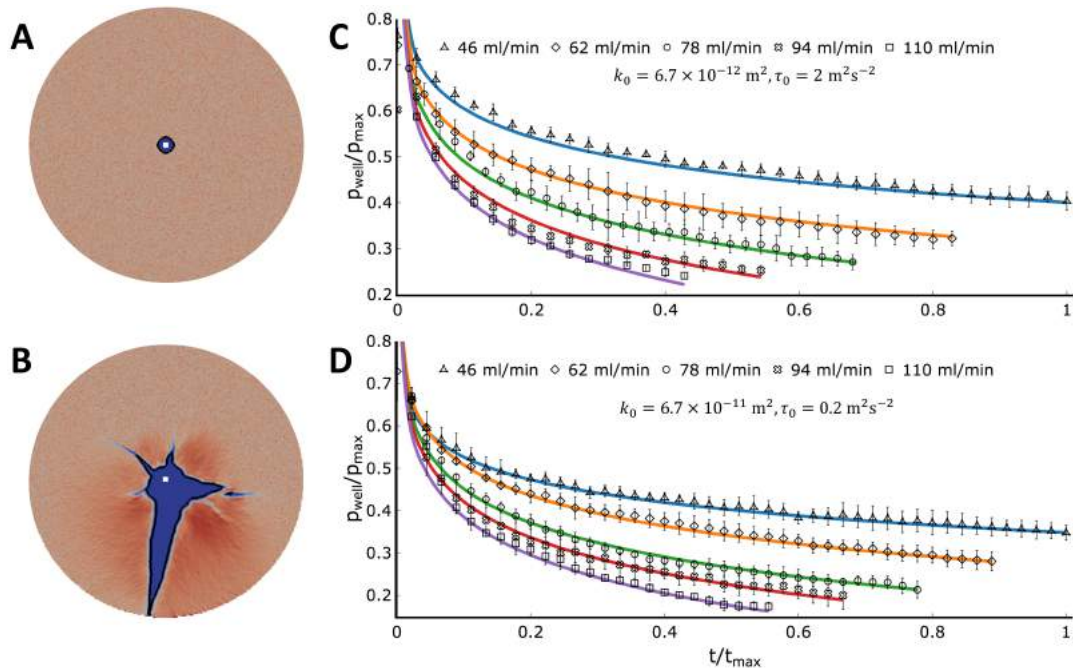 A
B
C
0.8
0.7
0.6
0.5
0.4
0.3
0.2
p_well/p_max
△ 46 ml/min ◇ 62 ml/min ○ 78 ml/min ⊗ 94 ml/min □ 110 ml/min
k₀ = 6.7 × 10⁻¹² m², τ₀ = 2 m²s⁻²
0.2 0.4 0.6 0.8 1
D
0.8
0.7
0.6
0.5
0.4
0.3
0.2
p_well/p_max
△ 46 ml/min ◇ 62 ml/min ○ 78 ml/min ⊗ 94 ml/min □ 110 ml/min
k₀ = 6.7 × 10⁻¹¹ m², τ₀ = 0.2 m²s⁻²
0 0.2 0.4 0.6 0.8 1
t/t_max